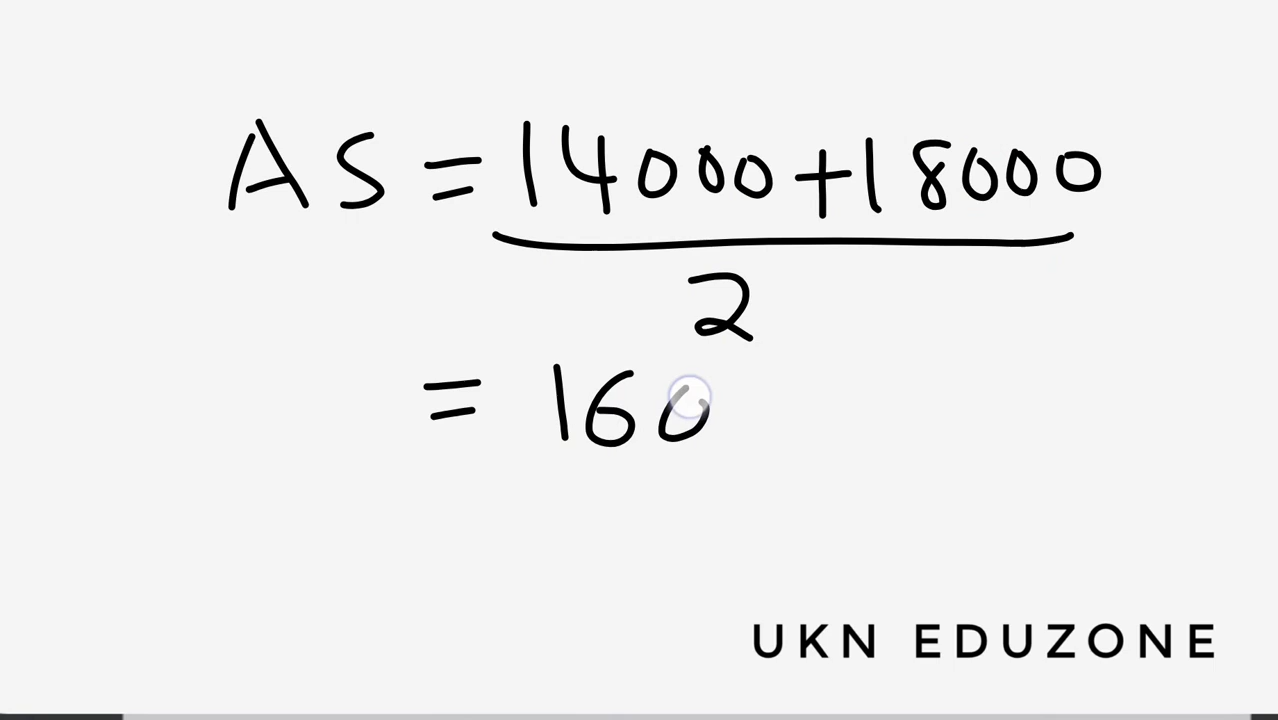 AS = 14000+18000
2
= 160
UKN EDUZONE